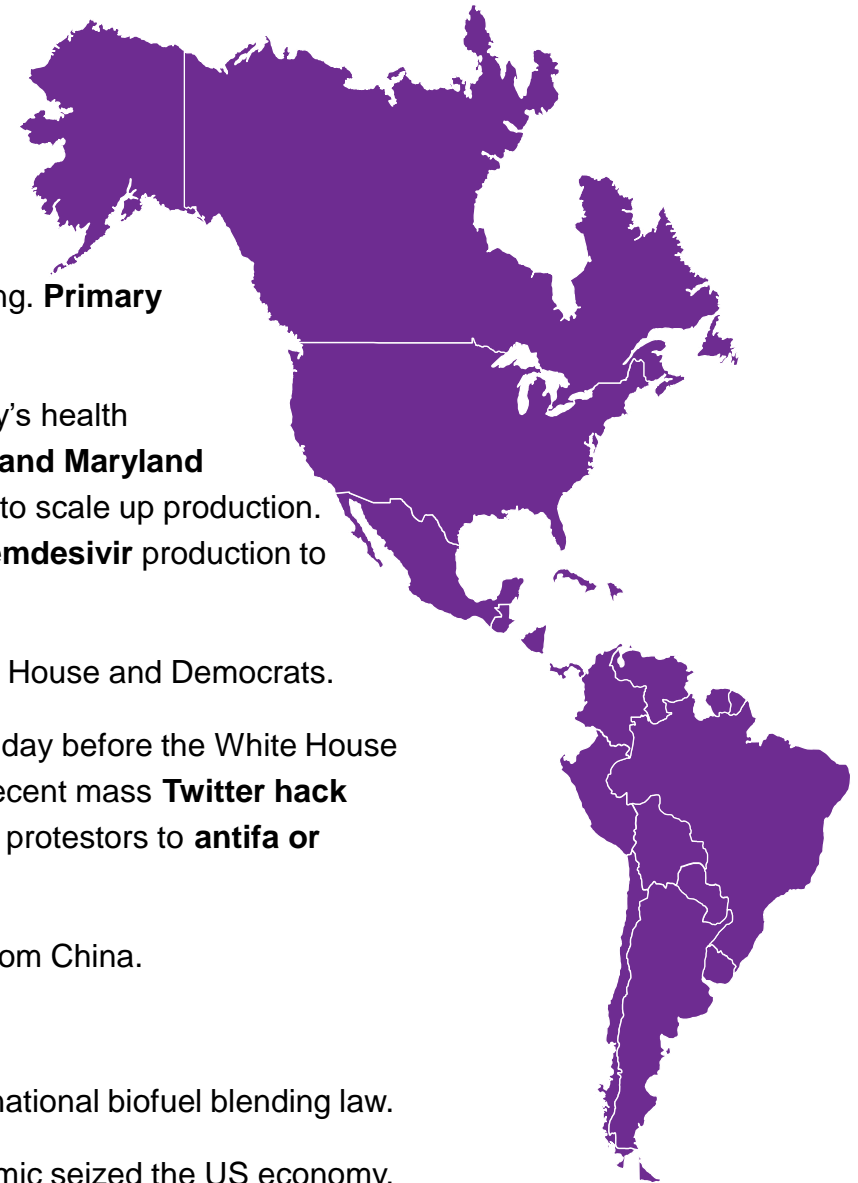 ng. Primary
y's health
and Maryland
to scale up production.
emdesivir production to
House and Democrats.
day before the White House
ecent mass Twitter hack
protestors to antifa or
om China.
national biofuel blending law.
mic seized the US economy.